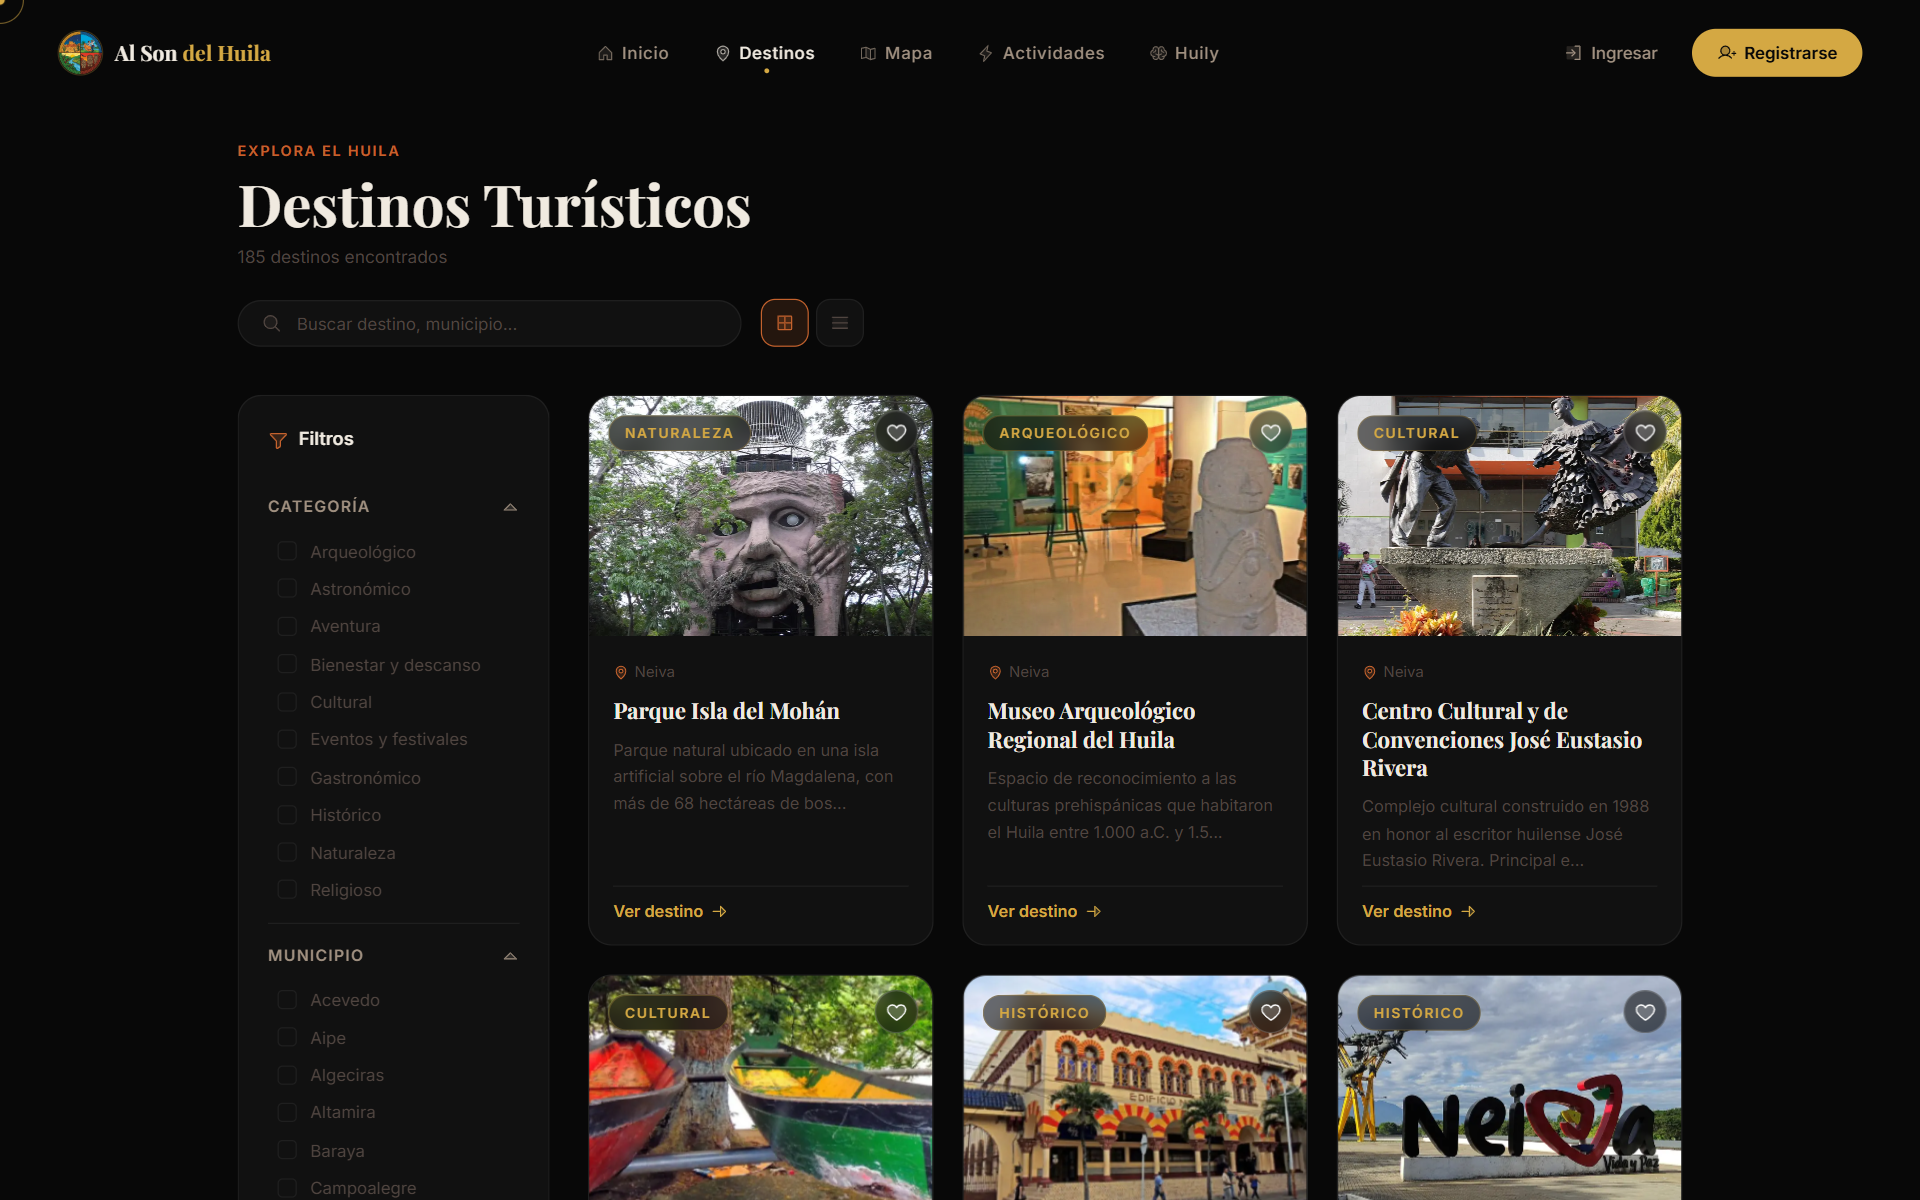 Al Son del Huila
Inicio
Destinos
Mapa
Actividades
Huily
Ingresar
Registrarse
EXPLORA EL HUILA
Destinos Turísticos
185 destinos encontrados
Buscar destino, municipio...
Filtros
CATEGORÍA
Arqueológico
Astronómico
Aventura
Bienestar y descanso
Cultural
Eventos y festivales
Gastronómico
Histórico
Naturaleza
Religioso
MUNICIPIO
Acevedo
Aipe
Algeciras
Altamira
Baraya
Campoalegre
NATURALEZA
Neiva
Parque Isla del Mohán
Parque natural ubicado en una isla
artificial sobre el río Magdalena, con
más de 68 hectáreas de bos...
Ver destino
ARQUEOLÓGICO
Neiva
Museo Arqueológico
Regional del Huila
Espacio de reconocimiento a las
culturas prehispánicas que habitaron
el Huila entre 1.000 a.C. y 1.5...
Ver destino
CULTURAL
Neiva
Centro Cultural y de
Convenciones José Eustasio
Rivera
Complejo cultural construido en 1988
en honor al escritor huilense José
Eustasio Rivera. Principal e...
Ver destino
CULTURAL
HISTÓRICO
EDIFICIO
HISTÓRICO
Neiva